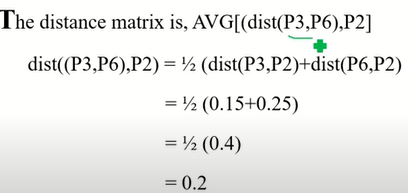 The distance matrix is, AVG[(dist(P3,P6),P2]
dist((P3,P6),P2) = ½ (dist(P3,P2)+dist(P6,P2)
= ½ (0.15+0.25)
= ½ (0.4)
= 0.2